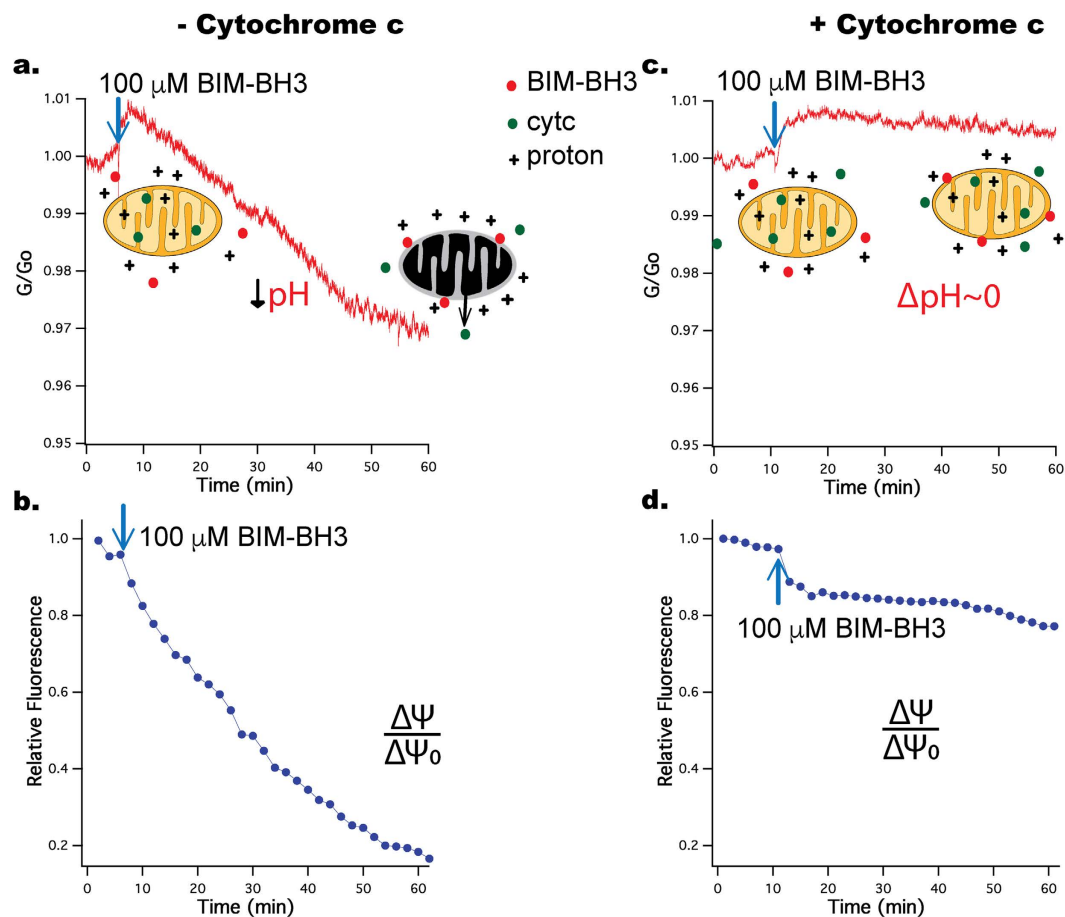 - Cytochrome c
+ Cytochrome c
a.
100 μM BIM-BH3
BIM-BH3
cytc
proton
1.01
1.00
0.99
0.98
0.97
0.96
0.95
G/Go
↓pH
0 10 20 30 40 50 60
Time (min)
c.
100 μM BIM-BH3
1.01
1.00
0.99
0.98
0.97
0.96
0.95
G/Go
ΔpH~0
0 10 20 30 40 50 60
Time (min)
b.
100 μM BIM-BH3
1.0
0.8
0.6
0.4
0.2
Relative Fluorescence
ΔΨ
ΔΨ₀
0 10 20 30 40 50 60
Time (min)
d.
100 μM BIM-BH3
1.0
0.8
0.6
0.4
0.2
Relative Fluorescence
ΔΨ
ΔΨ₀
0 10 20 30 40 50 60
Time (min)